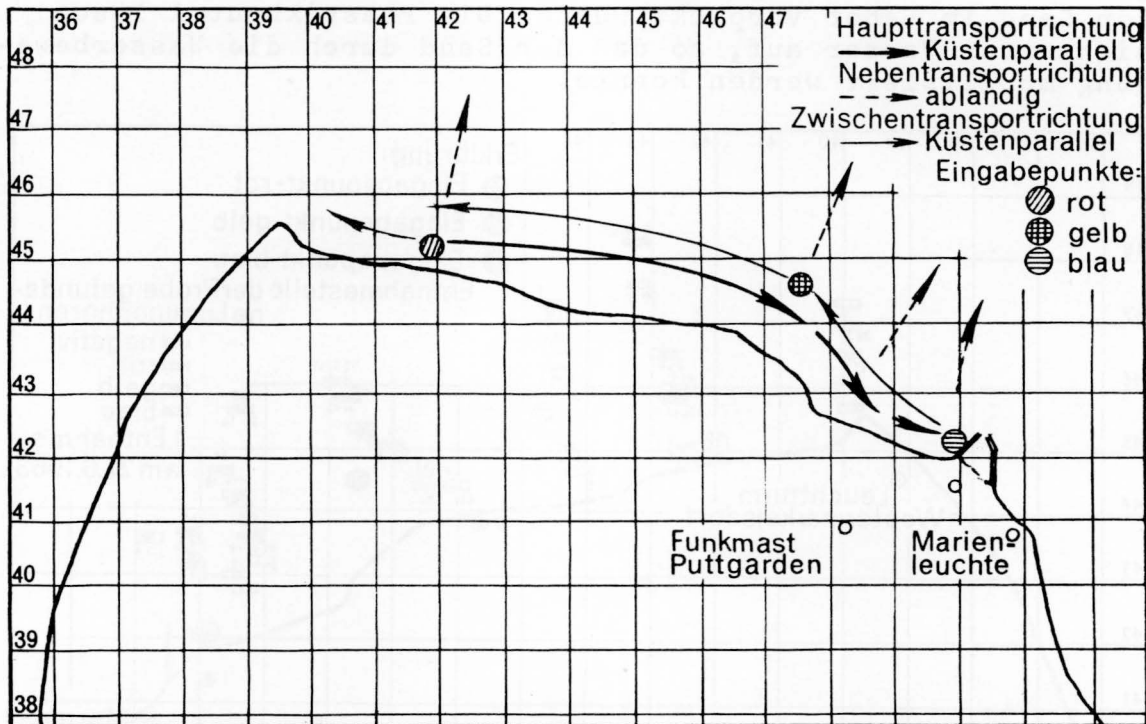 36 37 38 39 40 41 42 43 44 45 46 47
48
47
46
45
44
43
42
41
40
39
38
Haupttransportrichtung
Küstenparallel
Nebentransportrichtung
ablandig
Zwischentransportrichtung
Küstenparallel
Eingabepunkte:
rot
gelb
blau
Funkmast
Puttgarden
Marien-
leuchte